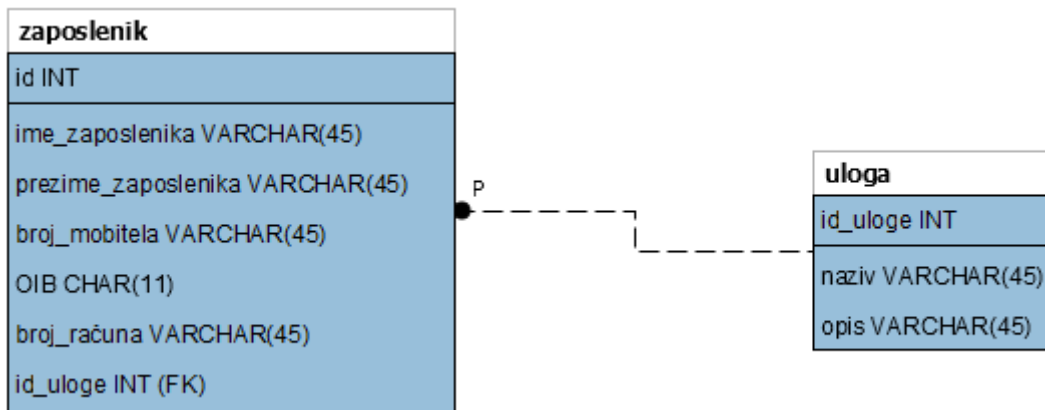 zaposlenik
id INT
ime_zaposlenika VARCHAR(45)
prezime_zaposlenika VARCHAR(45)
broj_mobitela VARCHAR(45)
OIB CHAR(11)
broj_računa VARCHAR(45)
id_uloge INT (FK)
P
uloga
id_uloge INT
naziv VARCHAR(45)
opis VARCHAR(45)